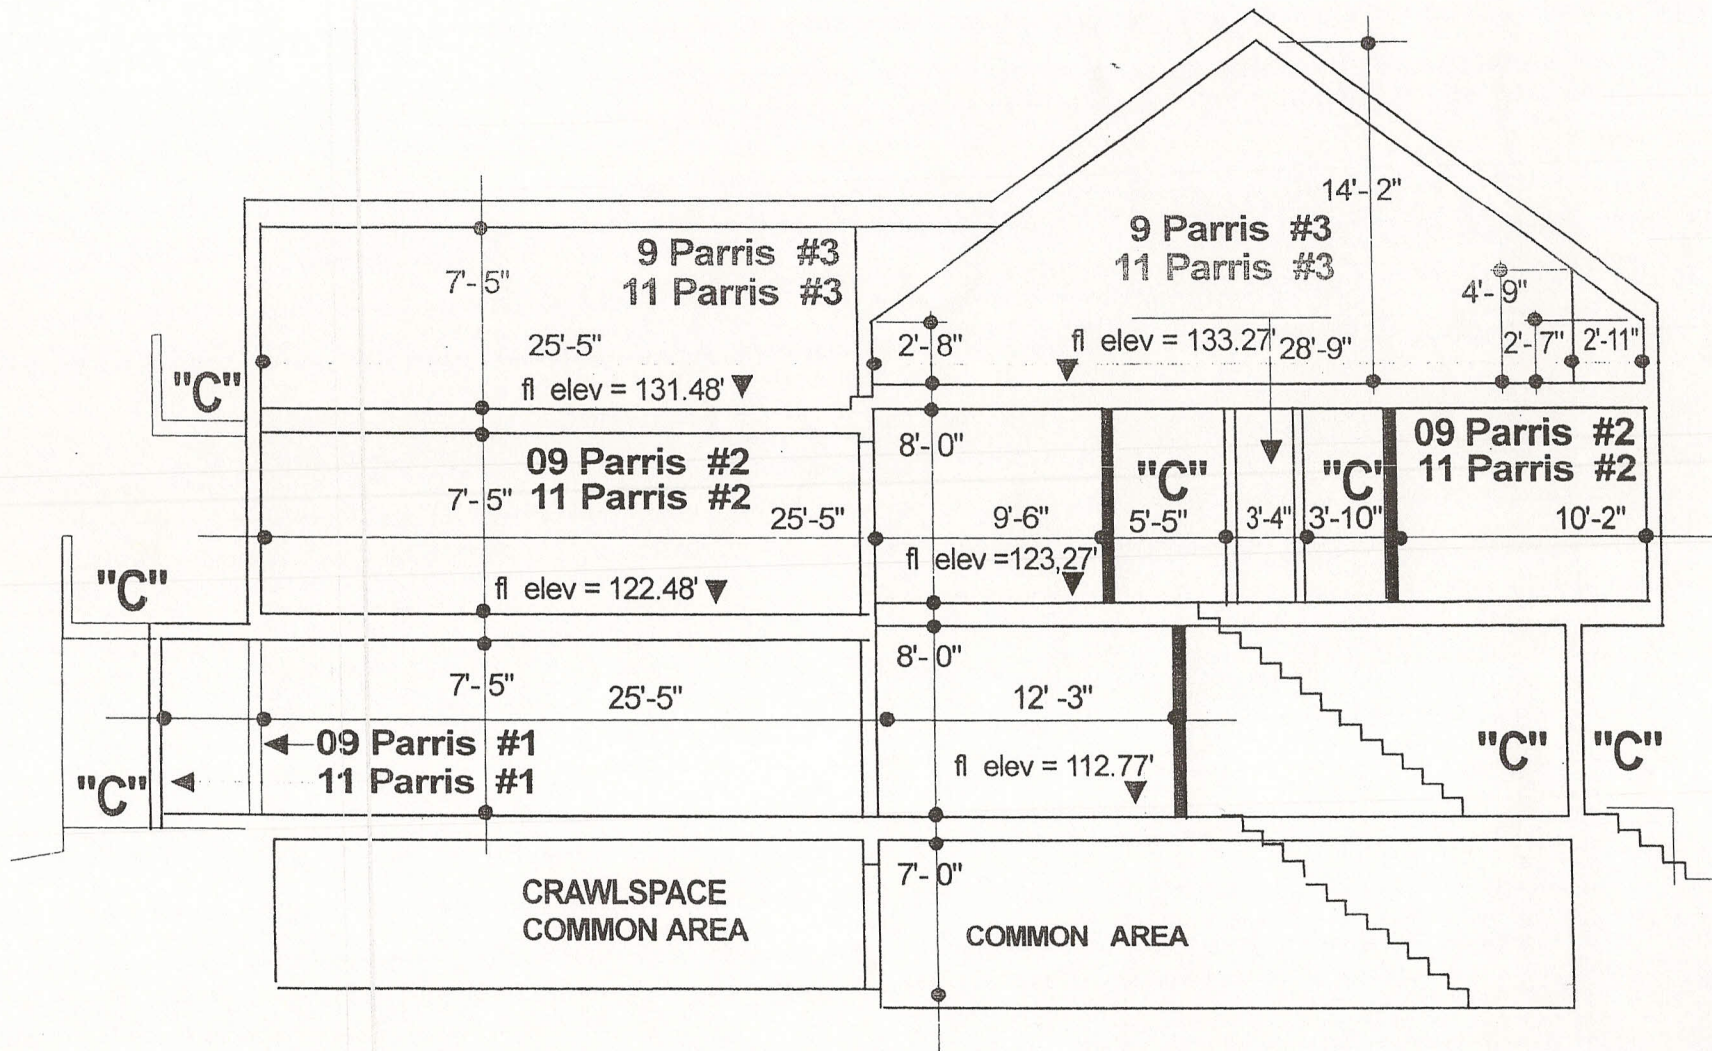 14'- 2"
9 Parris #3
11 Parris #3
9 Parris #3
11 Parris #3
7'- 5"
4'- 9"
25'-5"
2'- 8"
fl elev = 133.27'
28'-9"
2'- 7"
2'-11"
"C"
fl elev = 131.48'
8'- 0"
09 Parris #2
11 Parris #2
09 Parris #2
11 Parris #2
7'- 5"
"C"
"C"
25'-5"
9'-6"
5'-5"
3'-4"
3'-10"
10'-2"
"C"
fl elev = 122.48'
fl elev =123,27'
7'- 5"
25'-5"
8'- 0"
12' -3"
09 Parris #1
11 Parris #1
"C"
fl elev = 112.77'
"C"
"C"
CRAWLSPACE
COMMON AREA
7'- 0"
COMMON AREA